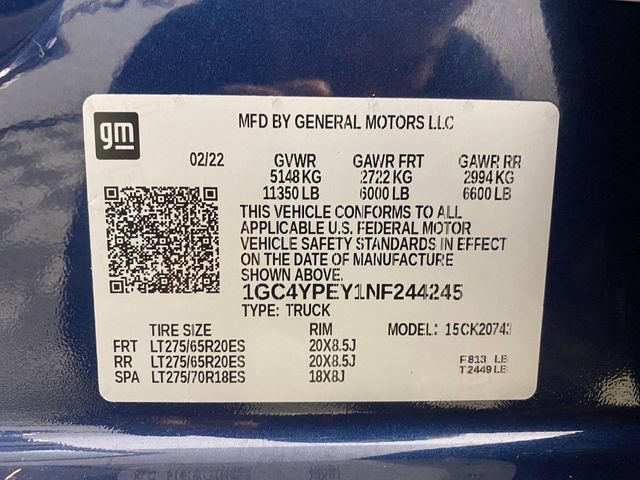 gm
MFD BY GENERAL MOTORS LLC
02/22 GVWR GAWR FRT GAWR RR
5148 KG 2722 KG 2994 KG
11350 LB 6000 LB 6600 LB
THIS VEHICLE CONFORMS TO ALL
APPLICABLE U.S. FEDERAL MOTOR
VEHICLE SAFETY STANDARDS IN EFFECT
ON THE DATE OF MANUFACTURE
SHOWN ABOVE.
1GC4YPEY1NF244245
TYPE: TRUCK
TIRE SIZE RIM MODEL: 15CK20743
FRT LT275/65R20ES 20X8.5J
RR LT275/65R20ES 20X8.5J F 813 LB
SPA LT275/70R18ES 18X8J T 2449 LB